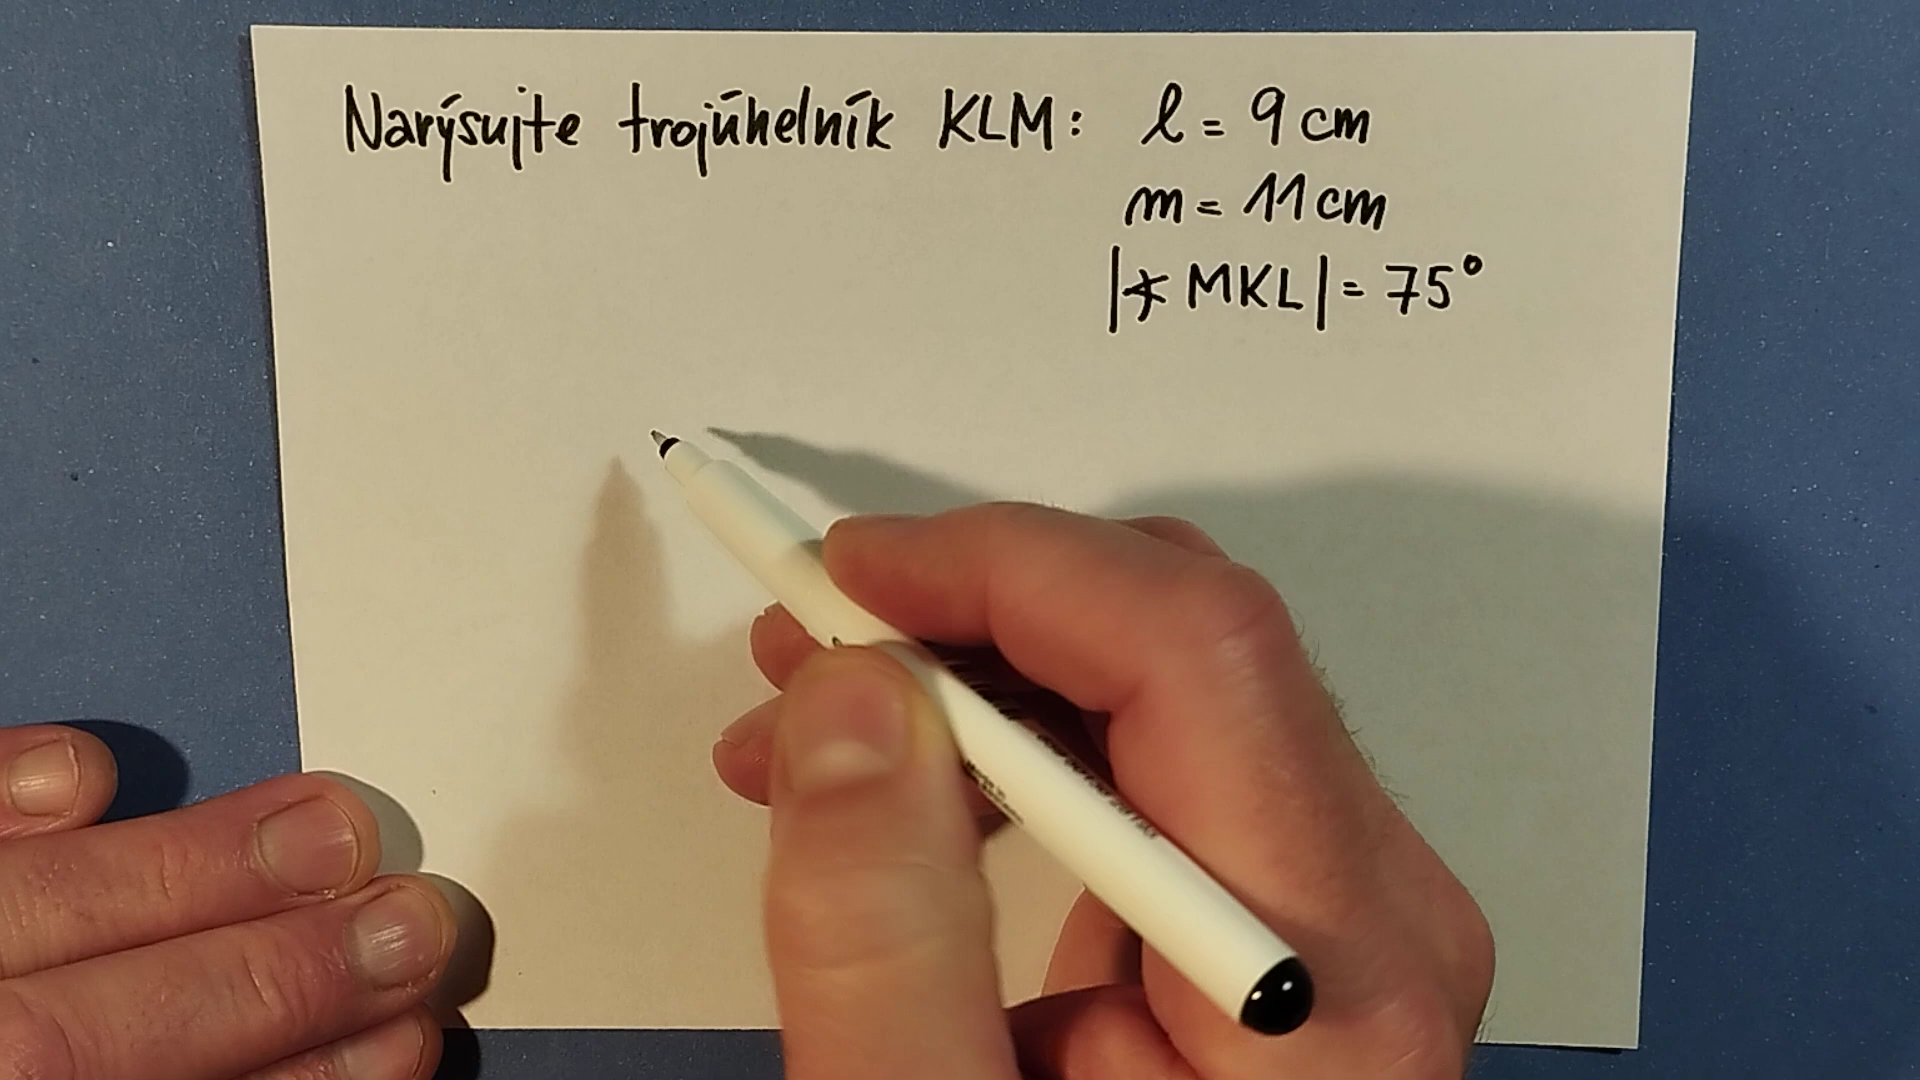 Narýsujte trojúhelník KLM: l = 9 cm
m = 11 cm
|∢ MKL| = 75°